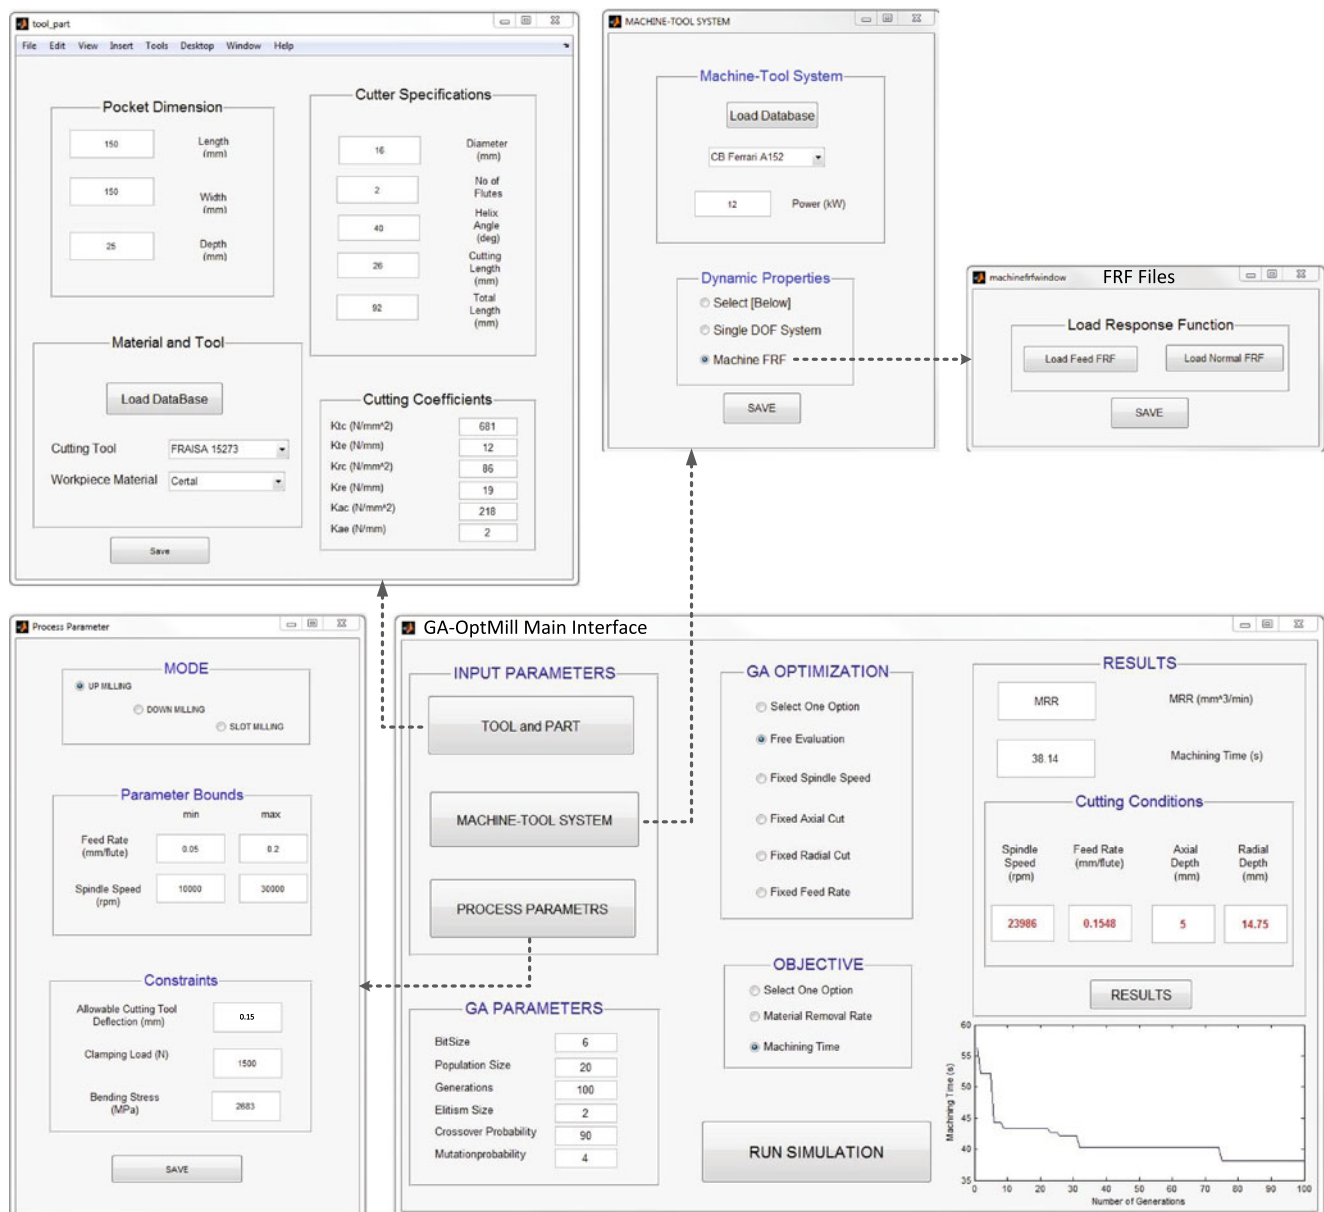 tool_part
File Edit View Insert Tools Desktop Window Help
Pocket Dimension
150 Length (mm)
150 Width (mm)
25 Depth (mm)
Cutter Specifications
16 Diameter (mm)
2 No of Flutes
40 Helix Angle (deg)
26 Cutting Length (mm)
92 Total Length (mm)
Material and Tool
Load DataBase
Cutting Tool FRAISA 15273
Workpiece Material Certal
Save
Cutting Coefficients
Ktc (N/mm^2) 681
Kte (N/mm) 12
Krc (N/mm^2) 86
Kre (N/mm) 19
Kac (N/mm^2) 218
Kae (N/mm) 2
MACHINE-TOOL SYSTEM
Machine-Tool System
Load Database
CB Ferrari A152
12 Power (kW)
Dynamic Properties
Select [Below]
Single DOF System
Machine FRF
SAVE
machinefrfwindow FRF Files
Load Response Function
Load Feed FRF Load Normal FRF
SAVE
Process Parameter
MODE
UP MILLING
DOWN MILLING
SLOT MILLING
Parameter Bounds
min max
Feed Rate (mm/flute) 0.05 0.2
Spindle Speed (rpm) 10000 30000
Constraints
Allowable Cutting Tool Deflection (mm) 0.15
Clamping Load (N) 1500
Bending Stress (MPa) 2683
SAVE
GA-OptMill Main Interface
INPUT PARAMETERS
TOOL and PART
MACHINE-TOOL SYSTEM
PROCESS PARAMETRS
GA PARAMETERS
BitSize 6
Population Size 20
Generations 100
Elitism Size 2
Crossover Probability 90
Mutationprobability 4
GA OPTIMIZATION
Select One Option
Free Evaluation
Fixed Spindle Speed
Fixed Axial Cut
Fixed Radial Cut
Fixed Feed Rate
OBJECTIVE
Select One Option
Material Removal Rate
Machining Time
RUN SIMULATION
RESULTS
MRR MRR (mm^3/min)
38.14 Machining Time (s)
Cutting Conditions
Spindle Speed (rpm) Feed Rate (mm/flute) Axial Depth (mm) Radial Depth (mm)
23986 0.1548 5 14.75
RESULTS
60
55
50
45
40
35
Machining Time (s)
0 10 20 30 40 50 60 70 80 90 100
Number of Generations